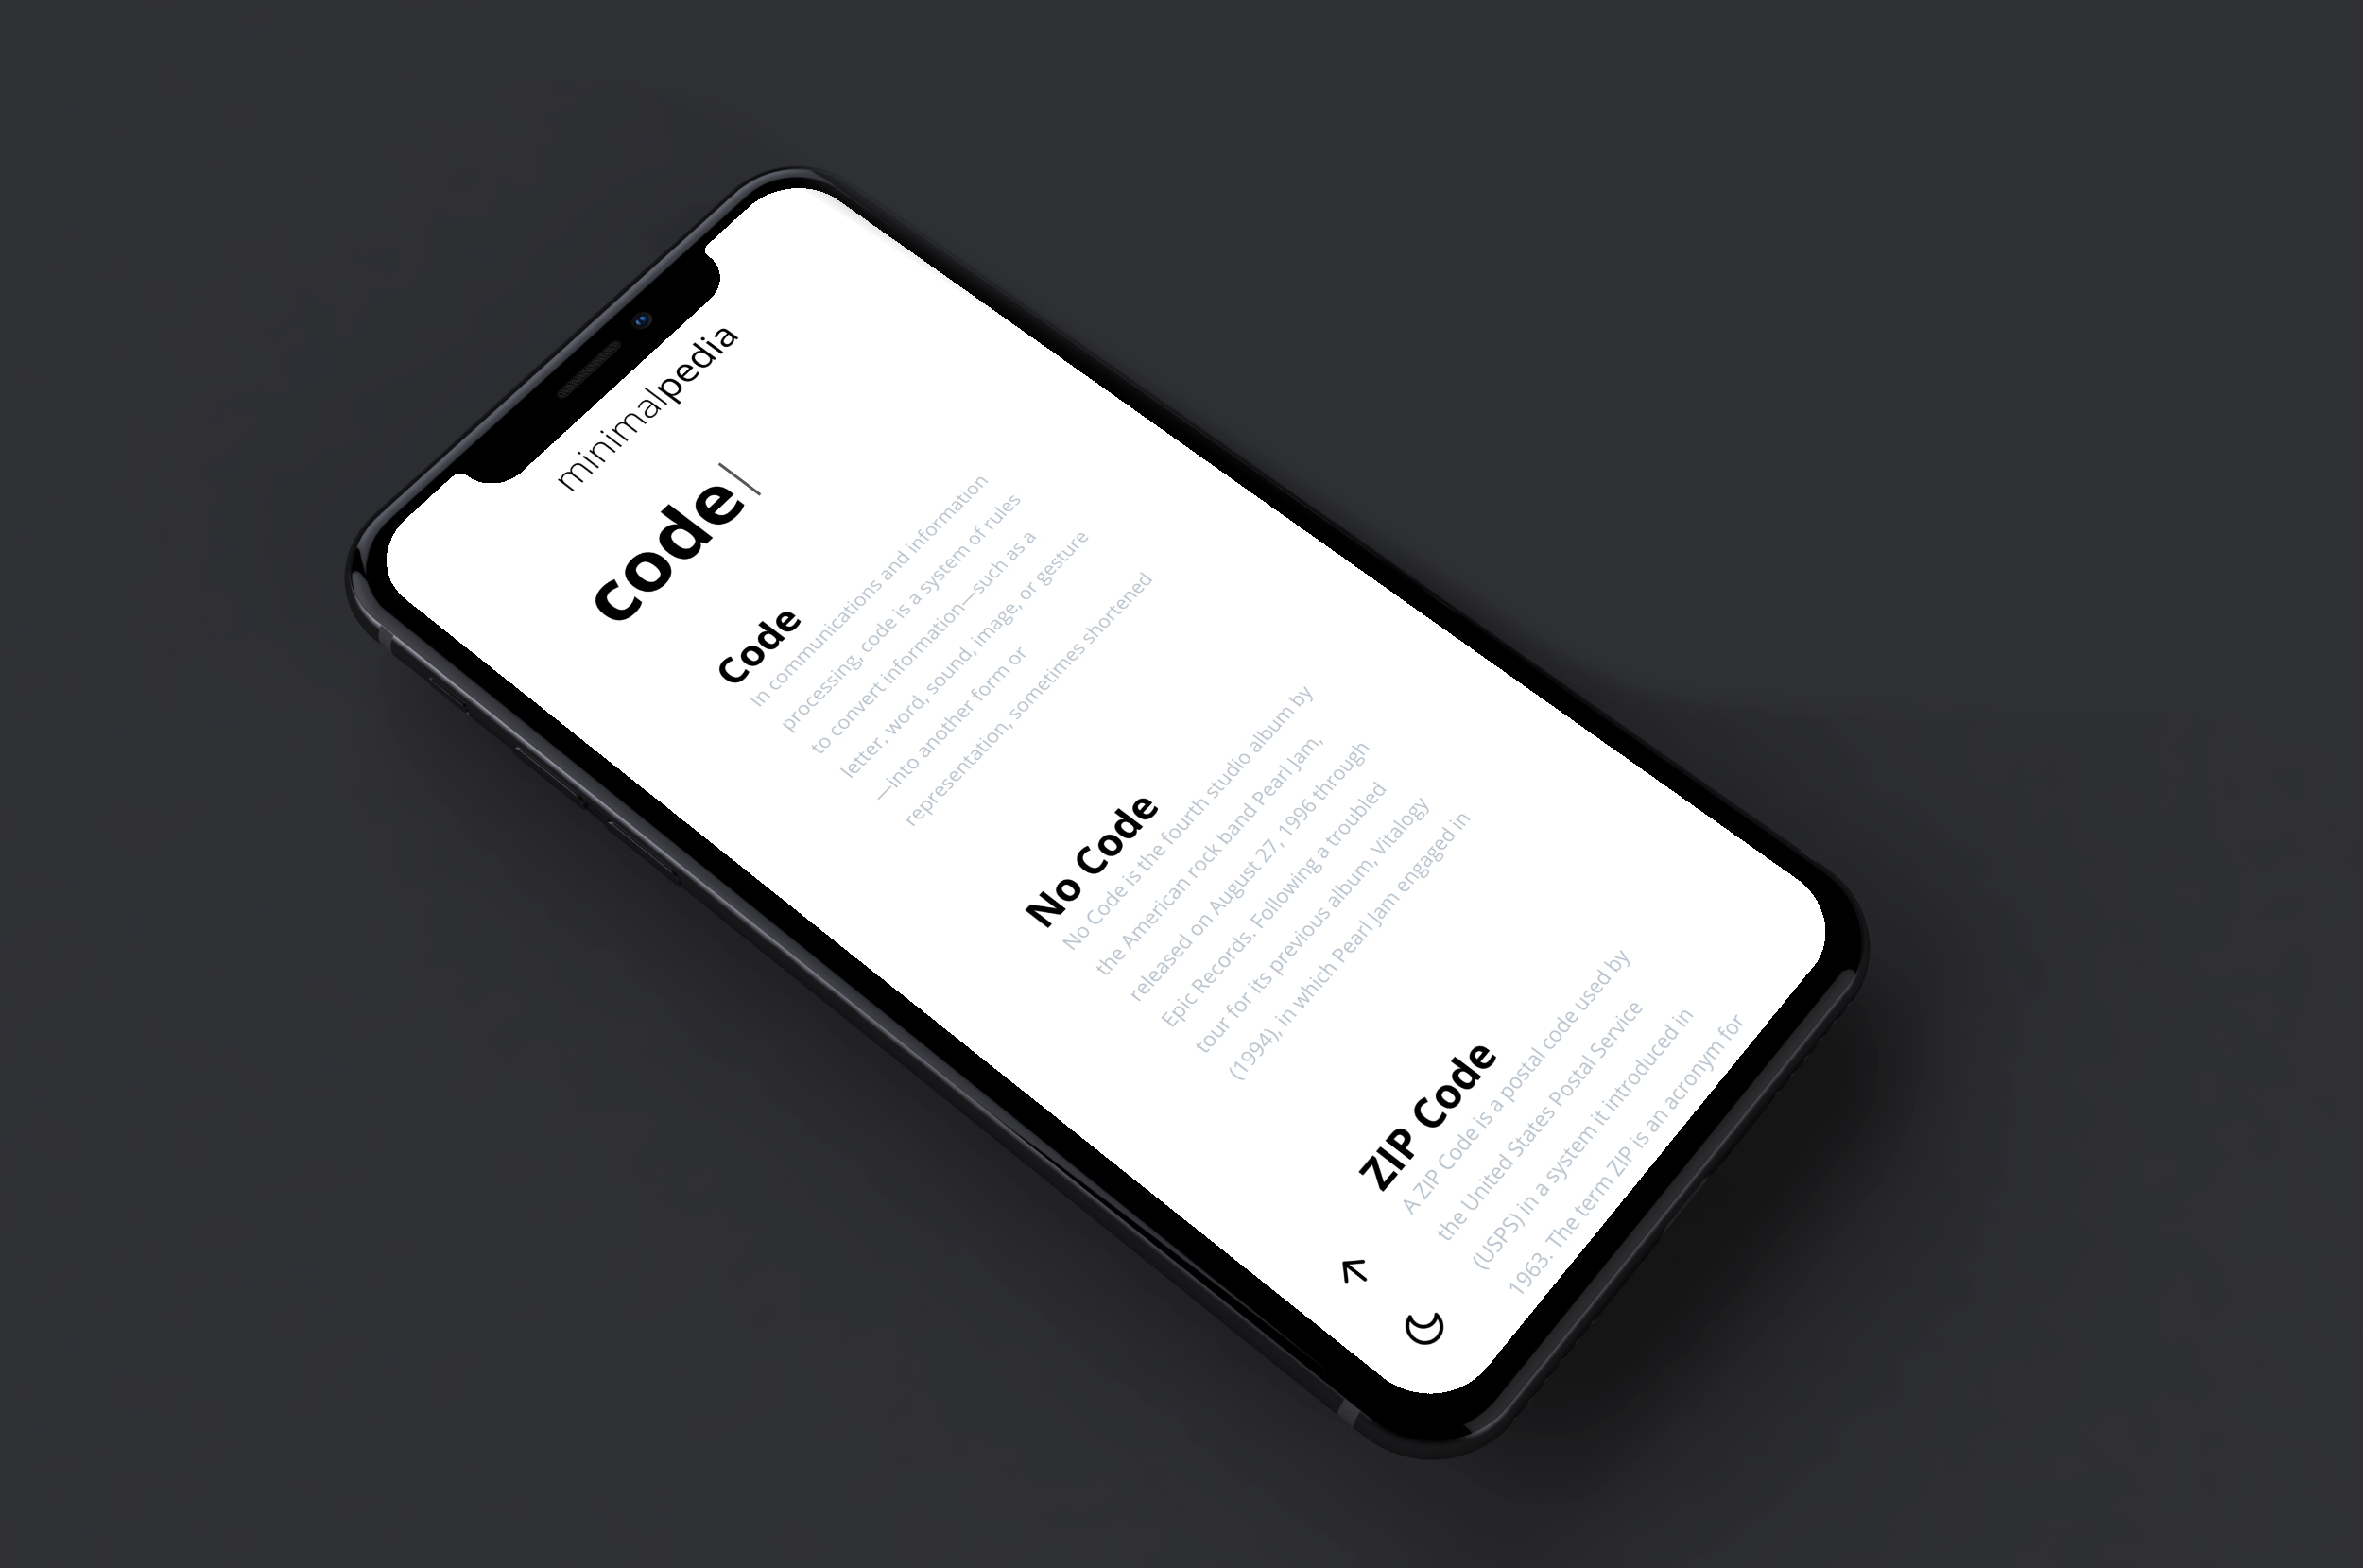 minimalpedia
code
Code
In communications and information
processing, code is a system of rules
to convert information—such as a
letter, word, sound, image, or gesture
—into another form or
representation, sometimes shortened
No Code
No Code is the fourth studio album by
the American rock band Pearl Jam,
released on August 27, 1996 through
Epic Records. Following a troubled
tour for its previous album, Vitalogy
(1994), in which Pearl Jam engaged in
ZIP Code
A ZIP Code is a postal code used by
the United States Postal Service
(USPS) in a system it introduced in
1963. The term ZIP is an acronym for